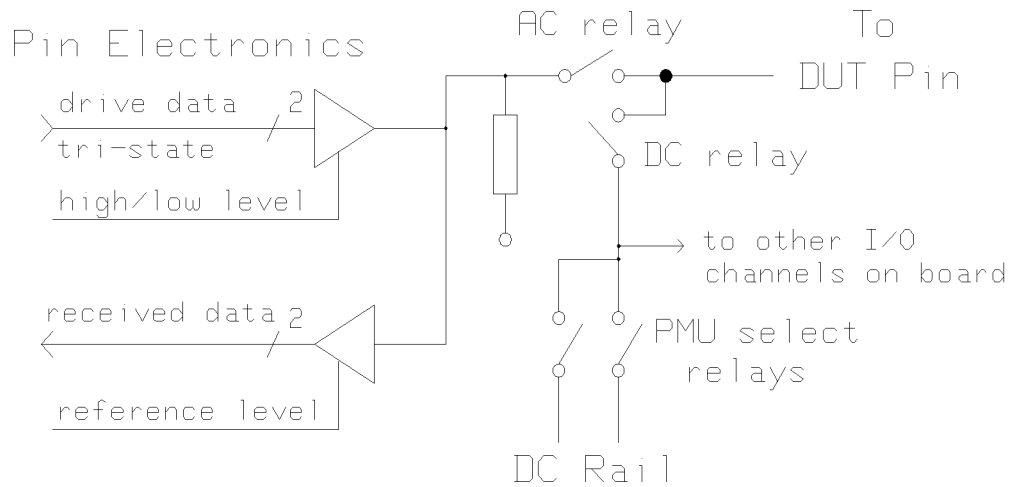 Pin Electronics
AC relay
To
DUT Pin
drive data
2
tri-state
high/low level
DC relay
to other I/O
channels on board
received data
2
reference level
PMU select
relays
DC Rail